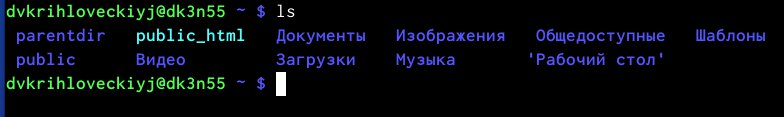 dvkrihloveckiyj@dk3n55 ~ $ ls
parentdir public_html Документы Изображения Общедоступные Шаблоны
public Видео Загрузки Музыка 'Рабочий стол'
dvkrihloveckiyj@dk3n55 ~ $